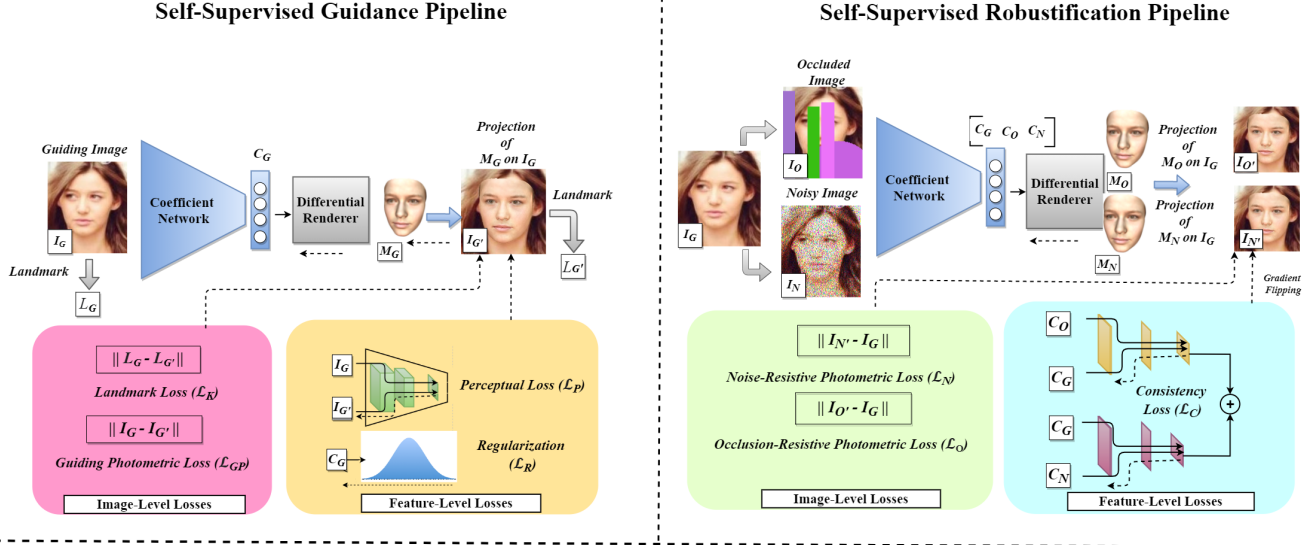 Self-Supervised Guidance Pipeline
Guiding Image
I_G
Landmark
L_G
Coefficient
Network
C_G
Differential
Renderer
M_G
Projection
of
M_G on I_G
I_G'
Landmark
L_G'
|| L_G - L_G' ||
Landmark Loss (ℒ_K)
|| I_G - I_G' ||
Guiding Photometric Loss (ℒ_GP)
Image-Level Losses
I_G
I_G'
Perceptual Loss (ℒ_P)
C_G
Regularization
(ℒ_R)
Feature-Level Losses
Self-Supervised Robustification Pipeline
I_G
Occluded
Image
I_O
Noisy Image
I_N
Coefficient
Network
[ C_G C_O C_N ]
Differential
Renderer
M_O
M_N
Projection
of
M_O on I_G
Projection
of
M_N on I_G
I_O'
I_N'
Gradient
Flipping
|| I_N' - I_G ||
Noise-Resistive Photometric Loss (ℒ_N)
|| I_O' - I_G ||
Occlusion-Resistive Photometric Loss (ℒ_O)
Image-Level Losses
C_O
C_G
Consistency
Loss (ℒ_C)
+
C_G
C_N
Feature-Level Losses